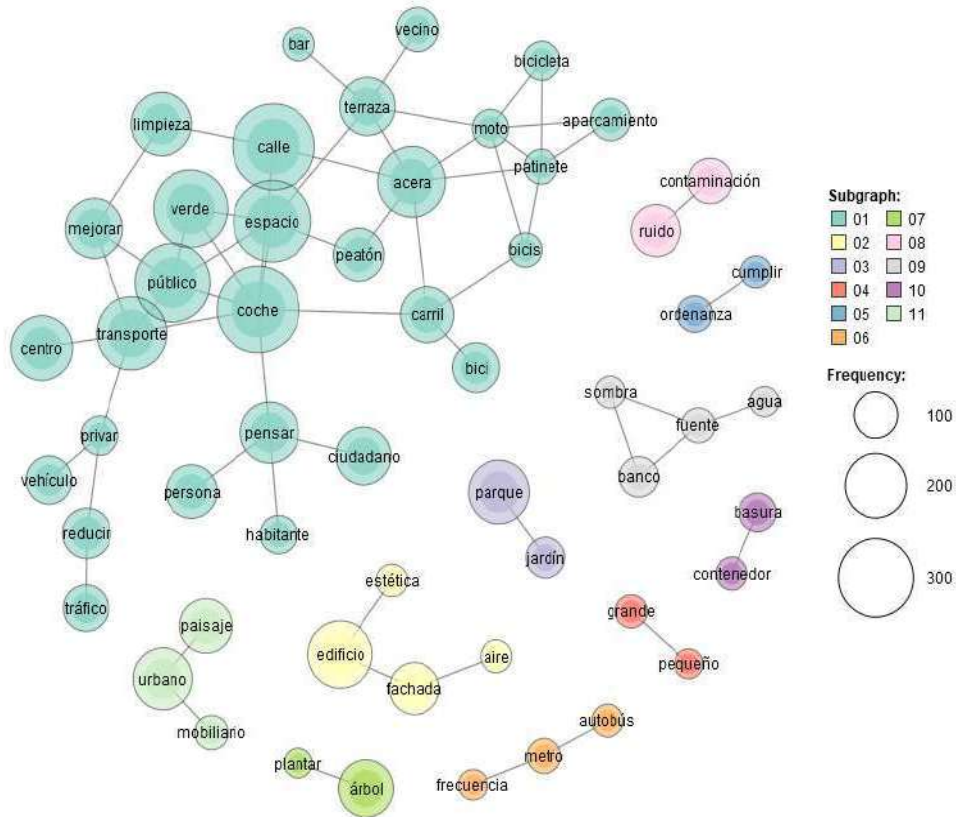 vecino
bar
bicicleta
terraza
aparcamiento
limpieza
moto
calle
patinete
acera
contaminación
verde
espacio
mejorar
ruido
peatón
bicis
cumplir
público
coche
ordenanza
carril
transporte
centro
bici
sombra
agua
fuente
privar
pensar
ciudadano
vehículo
persona
banco
parque
basura
reducir
habitante
jardín
contenedor
estética
tráfico
grande
paisaje
edificio
aire
pequeño
urbano
fachada
autobús
mobiliario
metro
plantar
árbol
frecuencia
Subgraph:
01 07
02 08
03 09
04 10
05 11
06
Frequency:
100
200
300